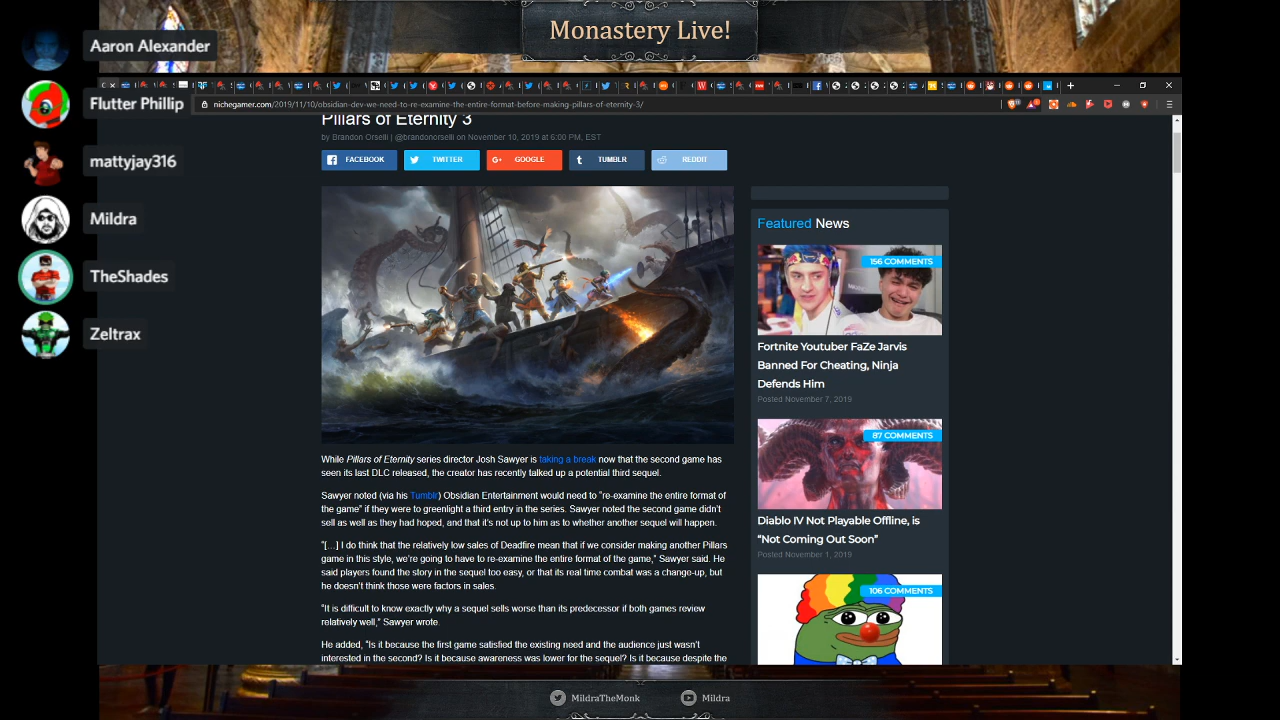 Monastery Live!
Aaron Alexander
Flutter Phillip
mattyjay316
Mildra
TheShades
Zeltrax
nichegamer.com/2019/11/10/obsidian-dev-we-need-to-re-examine-the-entire-format-before-making-pillars-of-eternity-3/
Pillars of Eternity 3
by Brandon Orselli | @brandonorselli on November 10, 2019 at 6:00 PM, EST
FACEBOOK
TWITTER
GOOGLE
TUMBLR
REDDIT
While Pillars of Eternity series director Josh Sawyer is taking a break now that the second game has
seen its last DLC released, the creator has recently talked up a potential third sequel.
Sawyer noted (via his Tumblr) Obsidian Entertainment would need to "re-examine the entire format of
the game" if they were to greenlight a third entry in the series. Sawyer noted the second game didn't
sell as well as they had hoped, and that it's not up to him as to whether another sequel will happen.
"[…] I do think that the relatively low sales of Deadfire mean that if we consider making another Pillars
game in this style, we're going to have to re-examine the entire format of the game," Sawyer said. He
said players found the story in the sequel too easy, or that its real time combat was a change-up, but
he doesn't think those were factors in sales.
"It is difficult to know exactly why a sequel sells worse than its predecessor if both games review
relatively well," Sawyer wrote.
He added, "Is it because the first game satisfied the existing need and the audience just wasn't
interested in the second? Is it because awareness was lower for the sequel? Is it because despite the
Featured News
156 COMMENTS
Fortnite Youtuber FaZe Jarvis
Banned For Cheating, Ninja
Defends Him
Posted November 7, 2019
87 COMMENTS
Diablo IV Not Playable Offline, is
"Not Coming Out Soon"
Posted November 1, 2019
106 COMMENTS
MildraTheMonk
Mildra